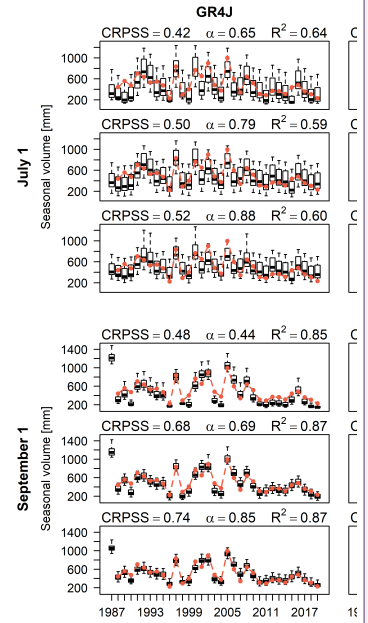 GR4J
CRPSS = 0.42 α = 0.65 R² = 0.64 C
1000
600
200
CRPSS = 0.50 α = 0.79 R² = 0.59 C
1000
600
200
CRPSS = 0.52 α = 0.88 R² = 0.60 C
1000
600
200
July 1
Seasonal volume [mm]
CRPSS = 0.48 α = 0.44 R² = 0.85 C
1400
1000
600
200
CRPSS = 0.68 α = 0.69 R² = 0.87 C
1400
1000
600
200
CRPSS = 0.74 α = 0.85 R² = 0.87 C
1400
1000
600
200
September 1
Seasonal volume [mm]
1987 1993 1999 2005 2011 2017 19